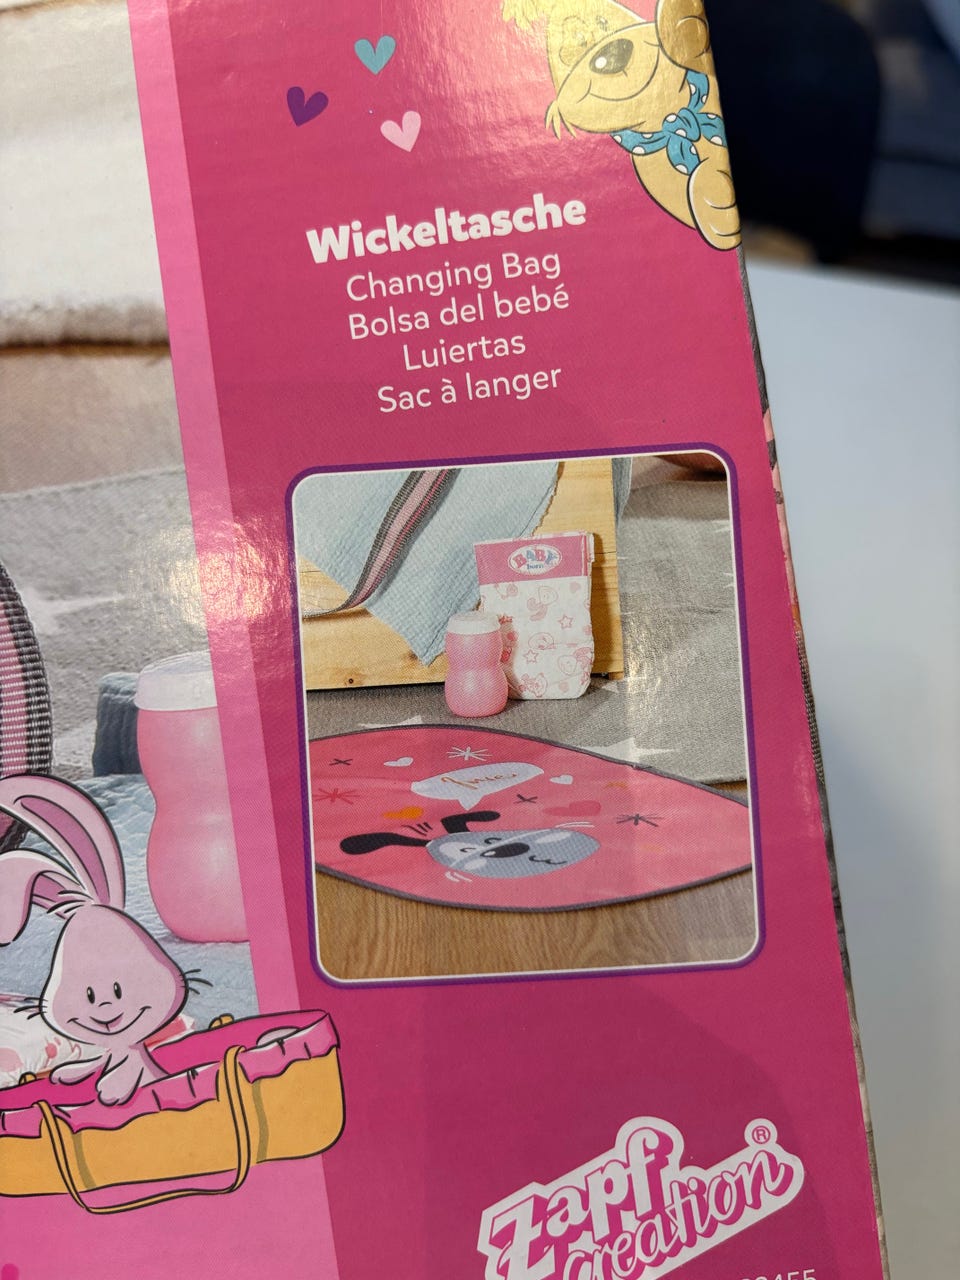 Wickeltasche
Changing Bag
Bolsa del bebé
Luiertas
Sac à langer
BABY
born
Zapf
creation®